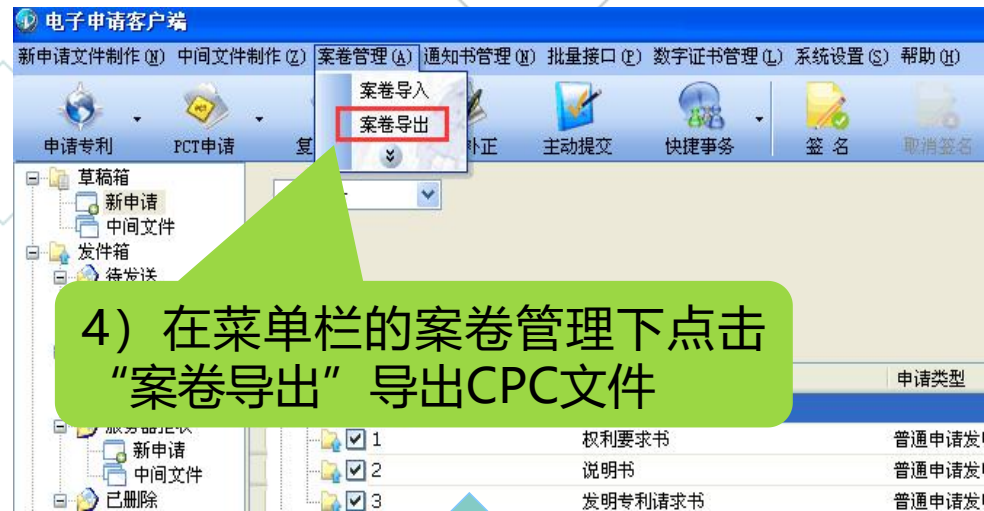 电子申请客户端
新申请文件制作(N) 中间文件制作(Z) 案卷管理(A) 通知书管理(N) 批量接口(P) 数字证书管理(L) 系统设置(S) 帮助(H)
案卷导入
案卷导出
申请专利 PCT申请 复 补正 主动提交 快捷事务 签名 取消签名
草稿箱
新申请
中间文件
发件箱
待发送
4）在菜单栏的案卷管理下点击
“案卷导出”导出CPC文件
申请类型
服务器拒收
新申请
中间文件
已删除
1 权利要求书 普通申请发
2 说明书 普通申请发
3 发明专利请求书 普通申请发